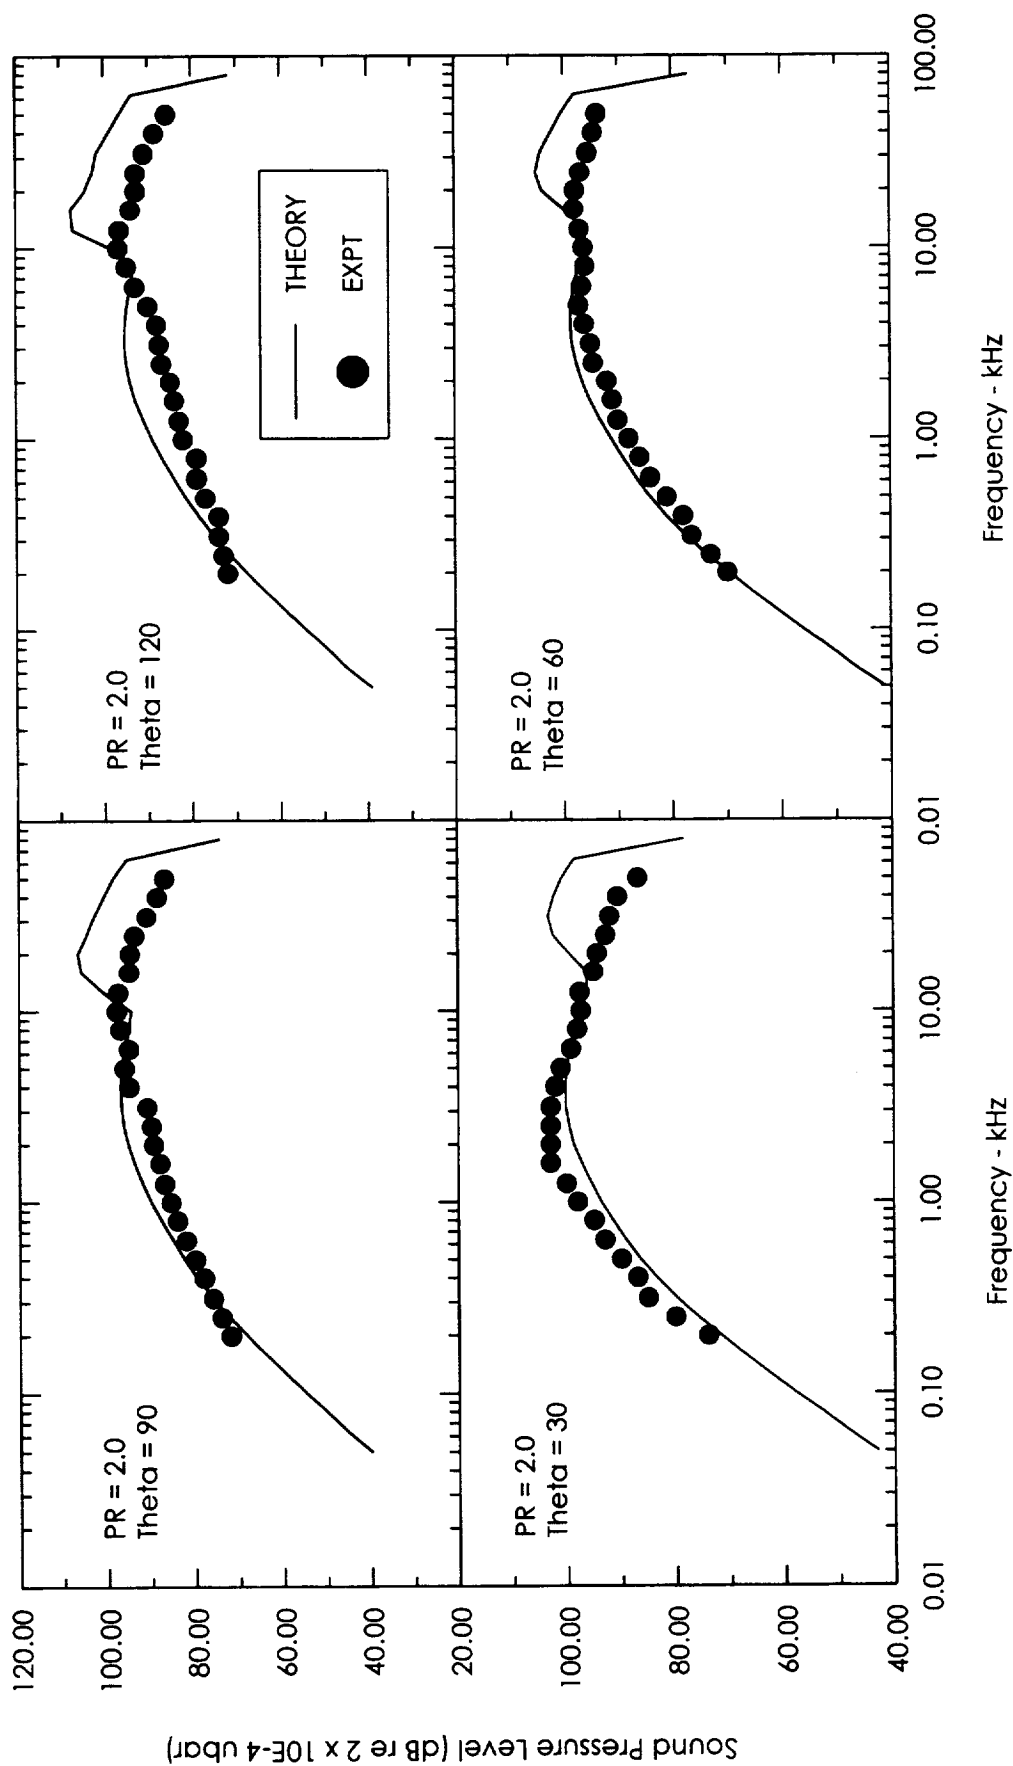 Sound Pressure Level (dB re 2 x 10E-4 ubar)
120.00
100.00
80.00
60.00
40.00
20.00
PR = 2.0
Theta = 90
PR = 2.0
Theta = 120
THEORY
EXPT
100.00
80.00
60.00
40.00
PR = 2.0
Theta = 30
PR = 2.0
Theta = 60
0.01 0.10 1.00 10.00 0.01 0.10 1.00 10.00 100.00
Frequency - kHz Frequency - kHz